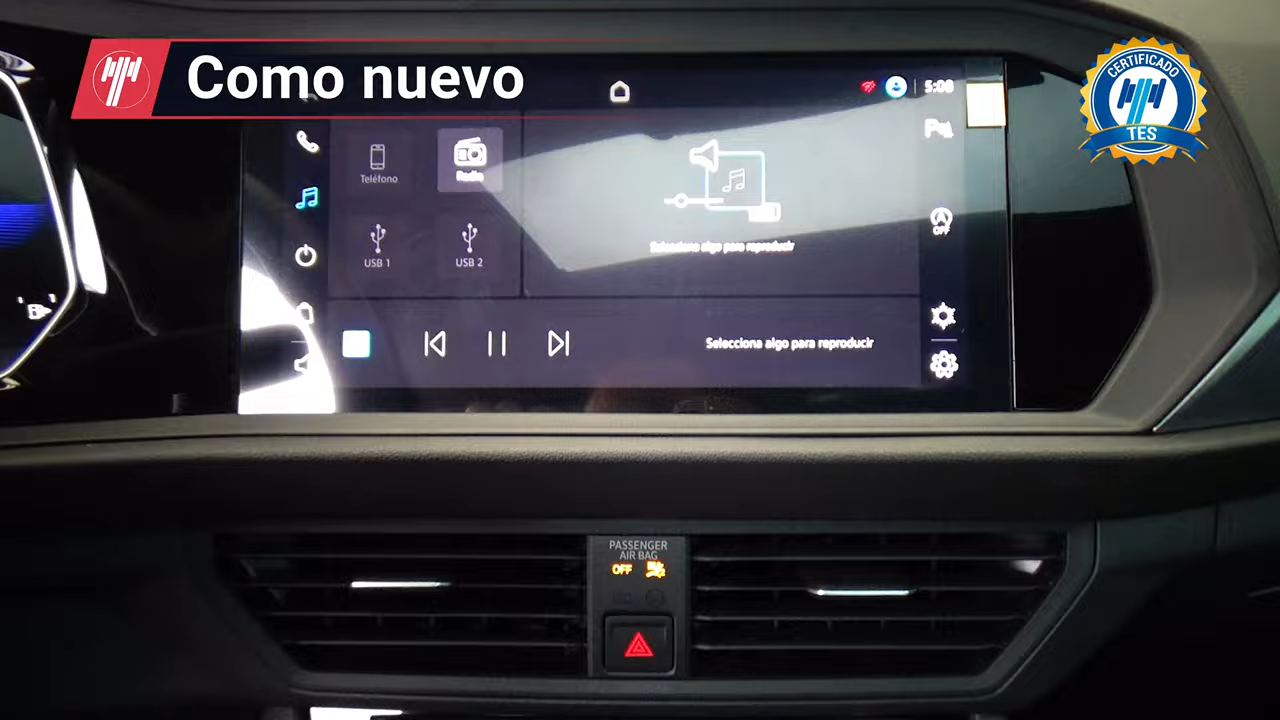 Como nuevo
CERTIFICADO
TES
5:08
Teléfono
Radio
USB 1
USB 2
Selecciona algo para reproducir
OFF
Selecciona algo para reproducir
PASSENGER
AIR BAG
OFF